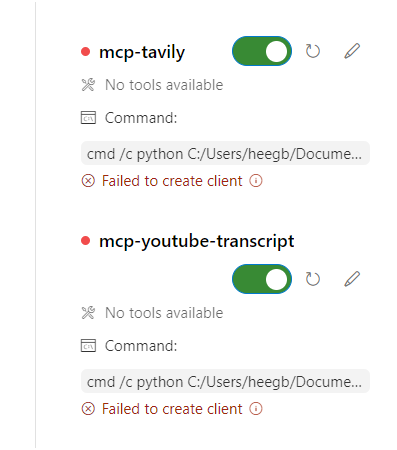 mcp-tavily
No tools available
Command:
cmd /c python C:/Users/heegb/Docume...
Failed to create client
mcp-youtube-transcript
No tools available
Command:
cmd /c python C:/Users/heegb/Docume...
Failed to create client